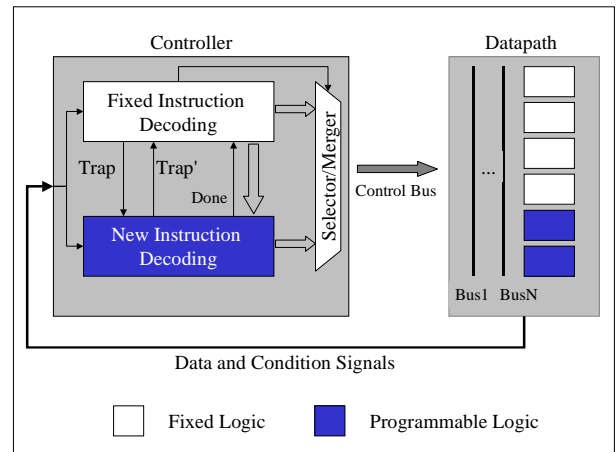 Controller
Datapath
Fixed Instruction
Decoding
Trap
Trap'
Done
New Instruction
Decoding
Selector/Merger
Control Bus
...
Bus1
BusN
Data and Condition Signals
Fixed Logic
Programmable Logic